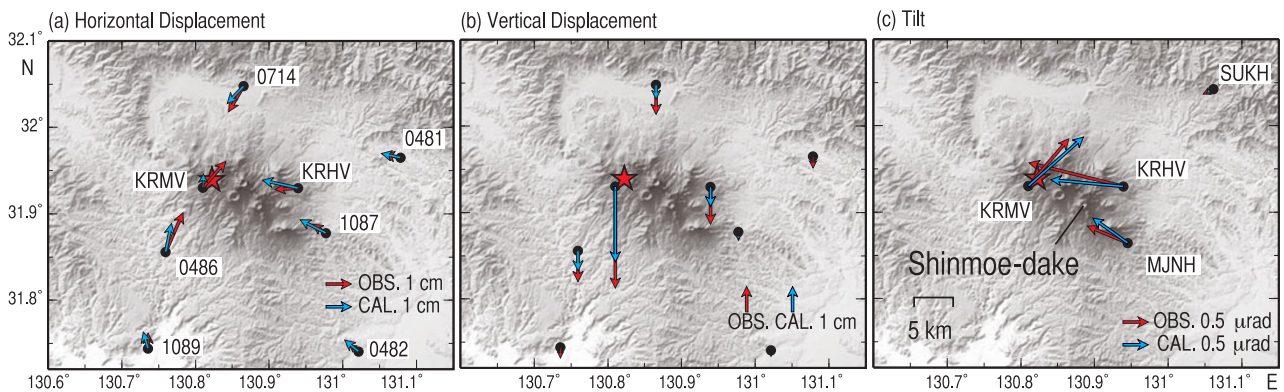 (a) Horizontal Displacement
(b) Vertical Displacement
(c) Tilt
32.1°
N
32°
31.9°
31.8°
0714
0481
KRMV
KRHV
1087
0486
OBS. 1 cm
CAL. 1 cm
1089
0482
OBS. CAL. 1 cm
SUKH
KRHV
KRMV
Shinmoe-dake
MJNH
5 km
OBS. 0.5 μrad
CAL. 0.5 μrad
130.6° 130.7° 130.8° 130.9° 131° 131.1°
130.7° 130.8° 130.9° 131° 131.1°
130.7° 130.8° 130.9° 131° 131.1° E